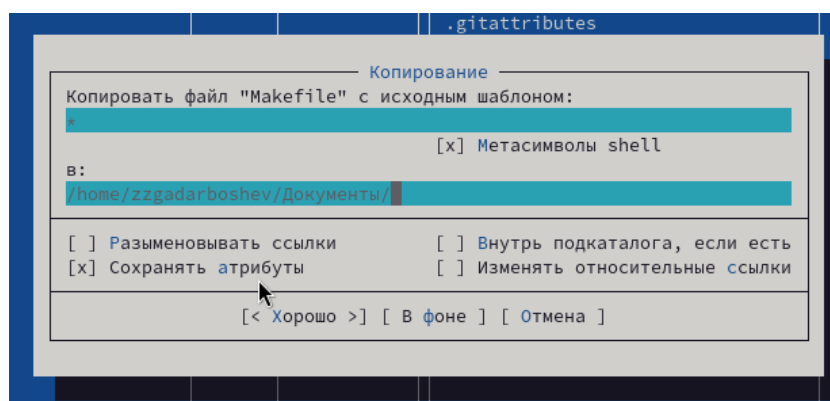 .gitattributes
Копирование
Копировать файл "Makefile" с исходным шаблоном:
*
[x] Метасимволы shell
в:
/home/zzgadarboshev/Документы/
[ ] Разыменовывать ссылки [ ] Внутрь подкаталога, если есть
[x] Сохранять атрибуты [ ] Изменять относительные ссылки
[< Хорошо >] [ В фоне ] [ Отмена ]